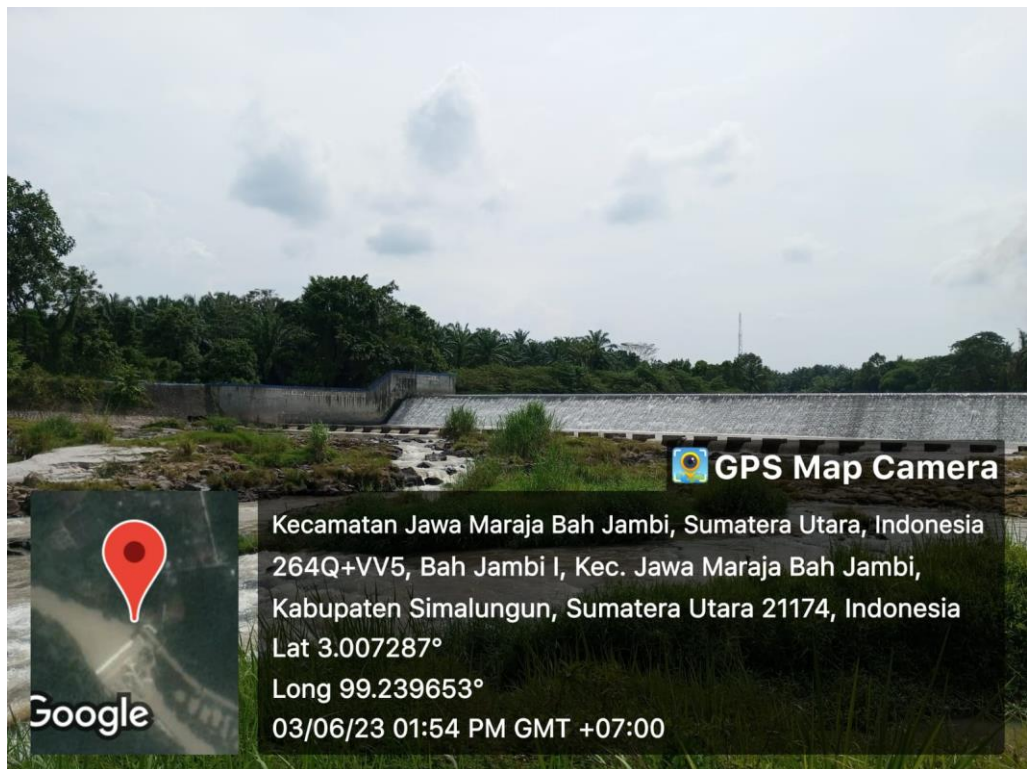 GPS Map Camera
Kecamatan Jawa Maraja Bah Jambi, Sumatera Utara, Indonesia
264Q+VV5, Bah Jambi I, Kec. Jawa Maraja Bah Jambi,
Kabupaten Simalungun, Sumatera Utara 21174, Indonesia
Lat 3.007287°
Long 99.239653°
03/06/23 01:54 PM GMT +07:00
Google